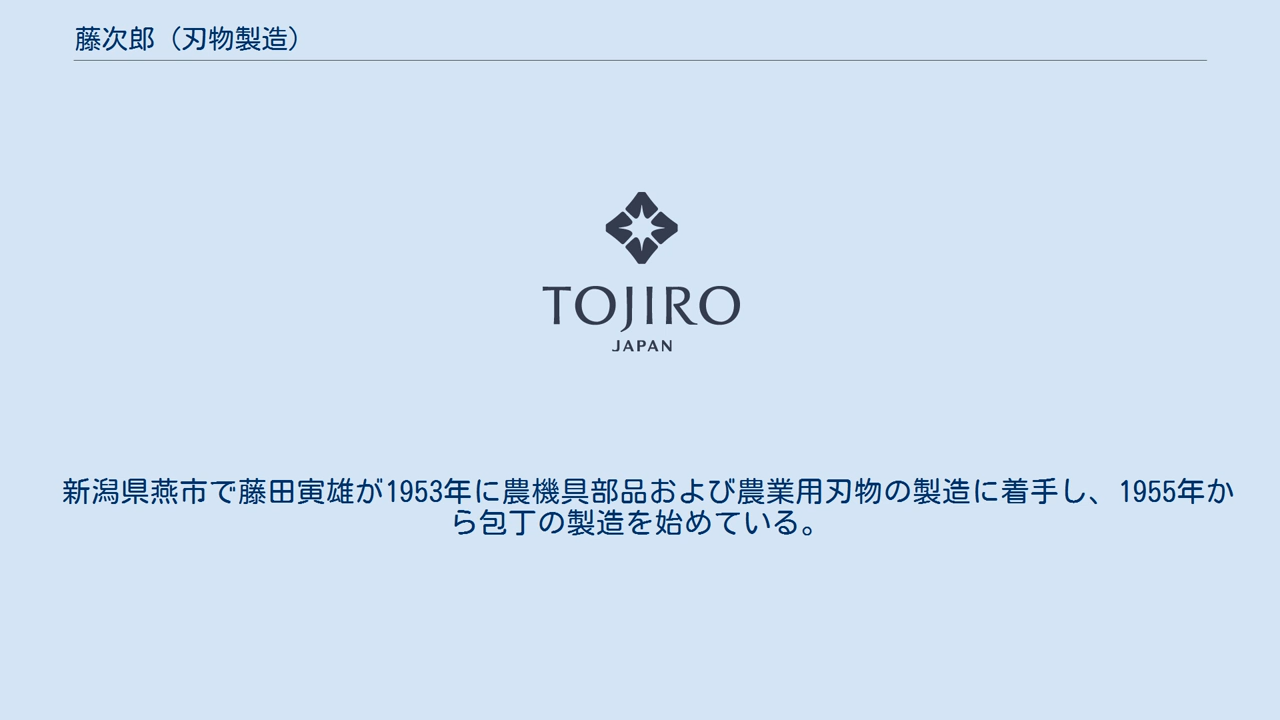 藤次郎（刃物製造）
TOJIRO
JAPAN
新潟県燕市で藤田寅雄が1953年に農機具部品および農業用刃物の製造に着手し、1955年か
ら包丁の製造を始めている。